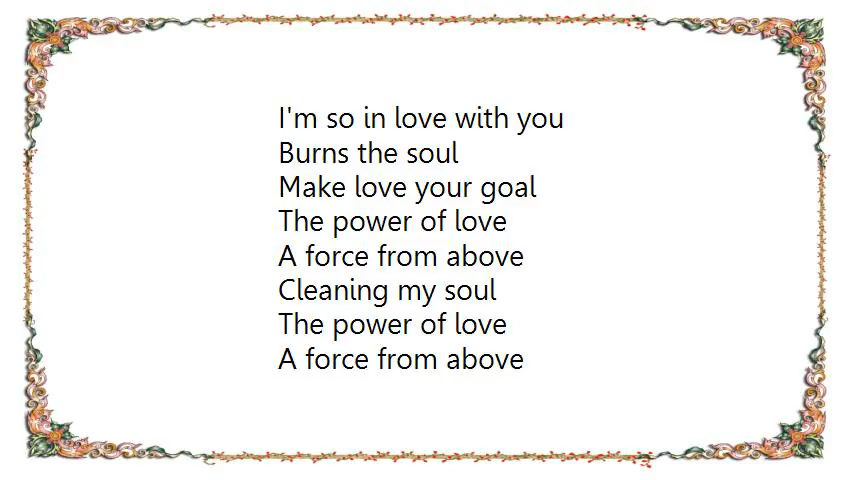 I'm so in love with you
Burns the soul
Make love your goal
The power of love
A force from above
Cleaning my soul
The power of love
A force from above